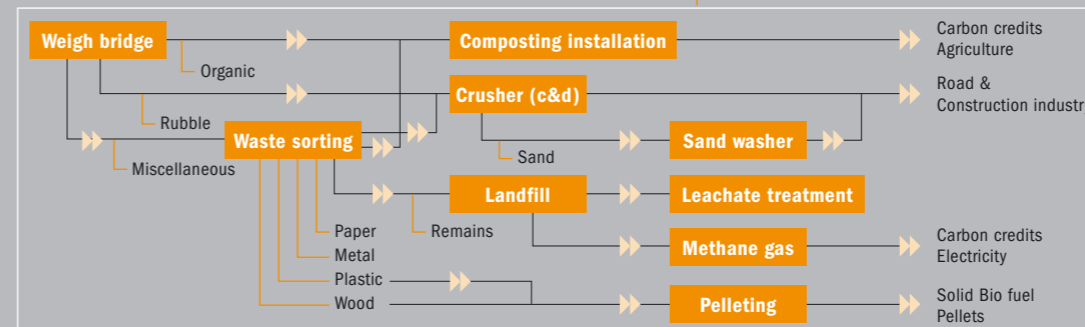 Weigh bridge
Composting installation
Carbon credits
Agriculture
Organic
Crusher (c&d)
Road &
Construction industr
Rubble
Waste sorting
Sand washer
Sand
Miscellaneous
Landfill
Leachate treatment
Paper
Remains
Metal
Methane gas
Carbon credits
Electricity
Plastic
Wood
Pelleting
Solid Bio fuel
Pellets